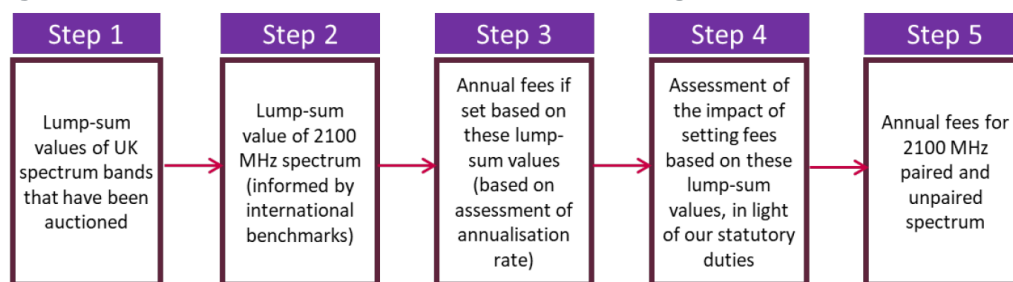 Step 1
Lump-sum
values of UK
spectrum bands
that have been
auctioned
Step 2
Lump-sum
value of 2100
MHz spectrum
(informed by
international
benchmarks)
Step 3
Annual fees if
set based on
these lump-
sum values
(based on
assessment of
annualisation
rate)
Step 4
Assessment of
the impact of
setting fees
based on these
lump-sum
values, in light
of our statutory
duties
Step 5
Annual fees for
2100 MHz
paired and
unpaired
spectrum